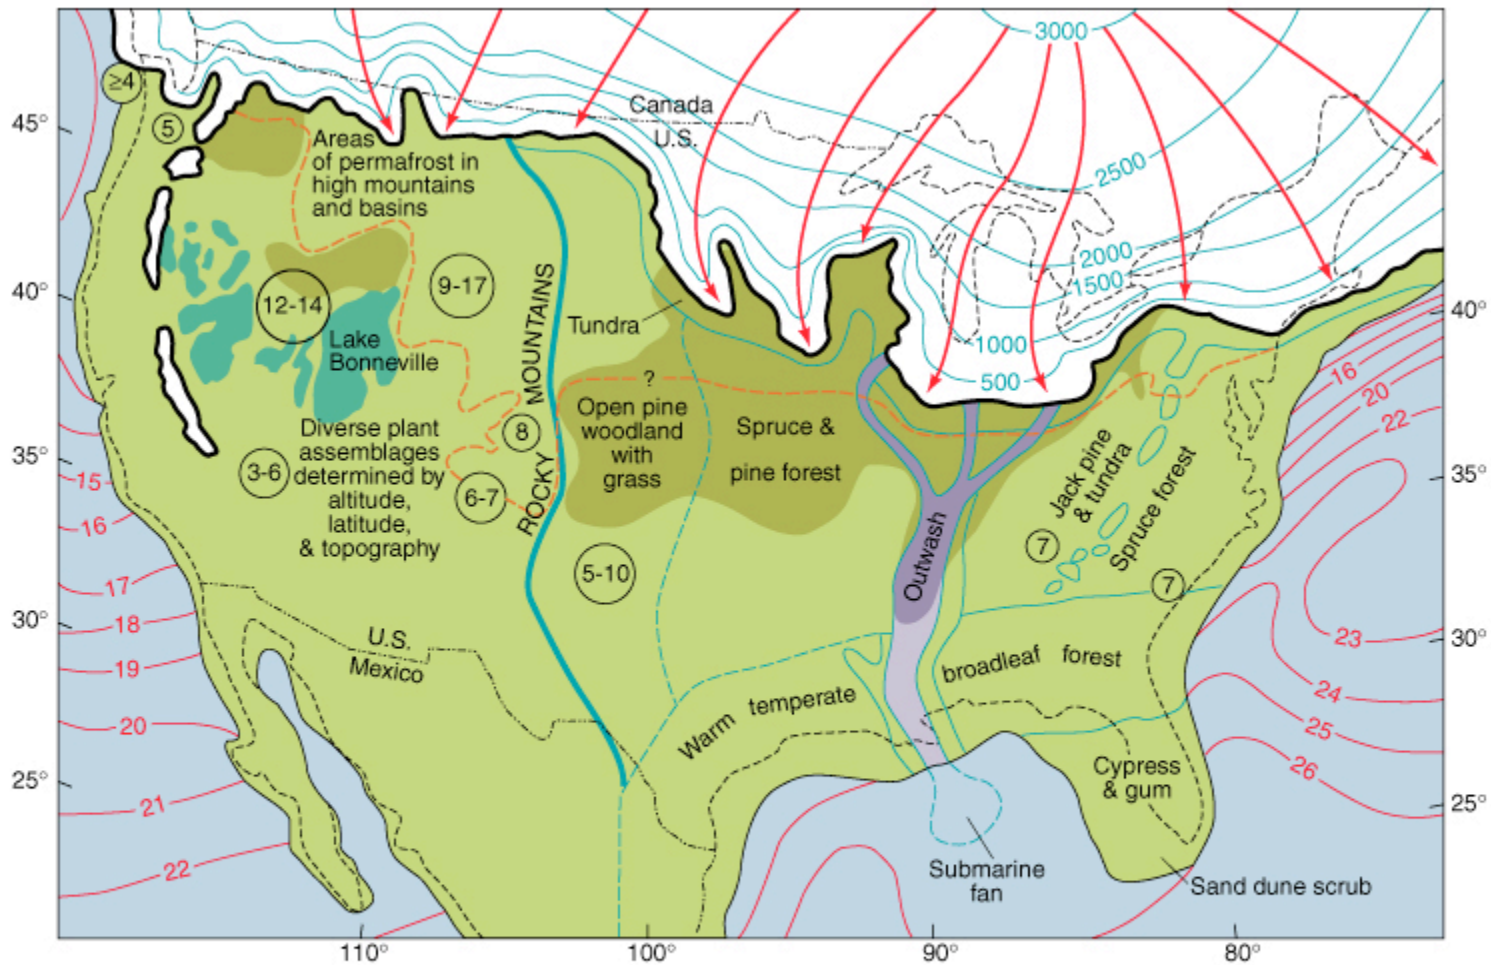 3000
≥4
45°
5
Canada
U.S.
Areas
of permafrost in
high mountains
and basins
2500
2000
1500
40°
12-14
9-17
MOUNTAINS
ROCKY
Tundra
Lake
Bonneville
1000
500
40°
16
20
22
?
Open pine
woodland
with
grass
Spruce &
pine forest
8
35°
Diverse plant
assemblages
determined by
altitude,
latitude,
& topography
3-6
6-7
Jack pine
& tundra
Spruce forest
35°
15
16
17
18
19
20
21
22
5-10
Outwash
7
7
30°
U.S.
Mexico
Warm temperate broadleaf forest
23
30°
24
25
26
25°
Cypress
& gum
25°
Submarine
fan
Sand dune scrub
110°
100°
90°
80°